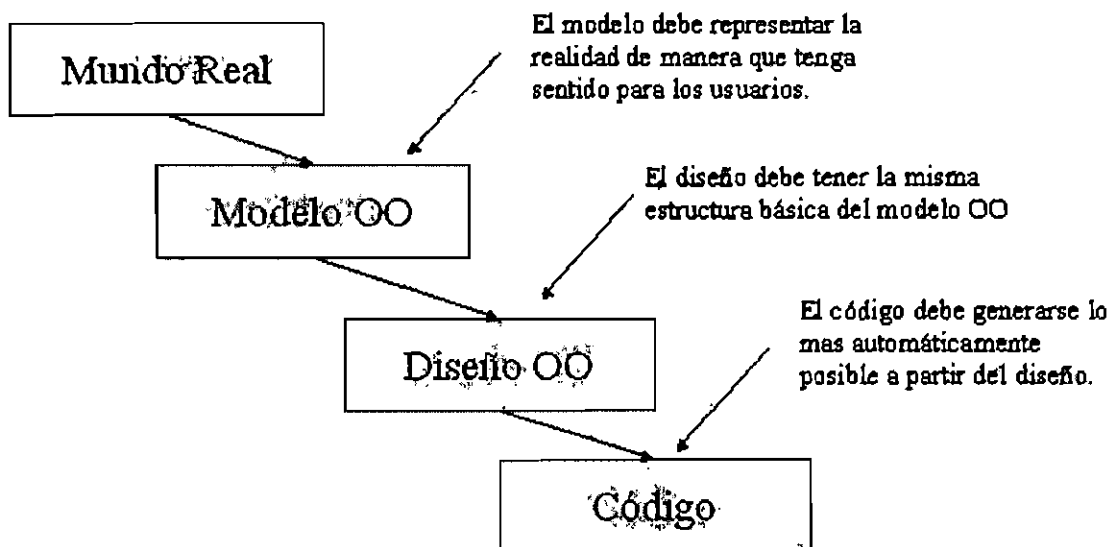 Mundo Real
El modelo debe representar la
realidad de manera que tenga
sentido para los usuarios.
Modelo OO
El diseño debe tener la misma
estructura básica del modelo OO
Diseño OO
El código debe generarse lo
mas automáticamente
posible a partir del diseño.
Código